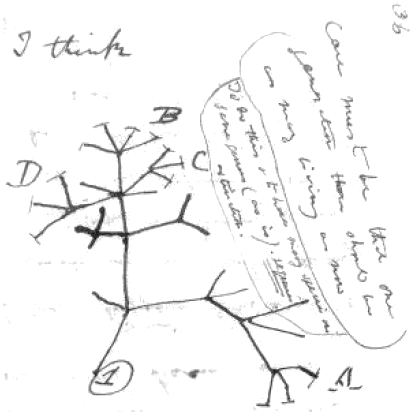 36
I think
Case must be that one
generation then should be
as many living as now
To do this & to have many species in
same genus (as is). requires
extinction.
B
C
D
A
1